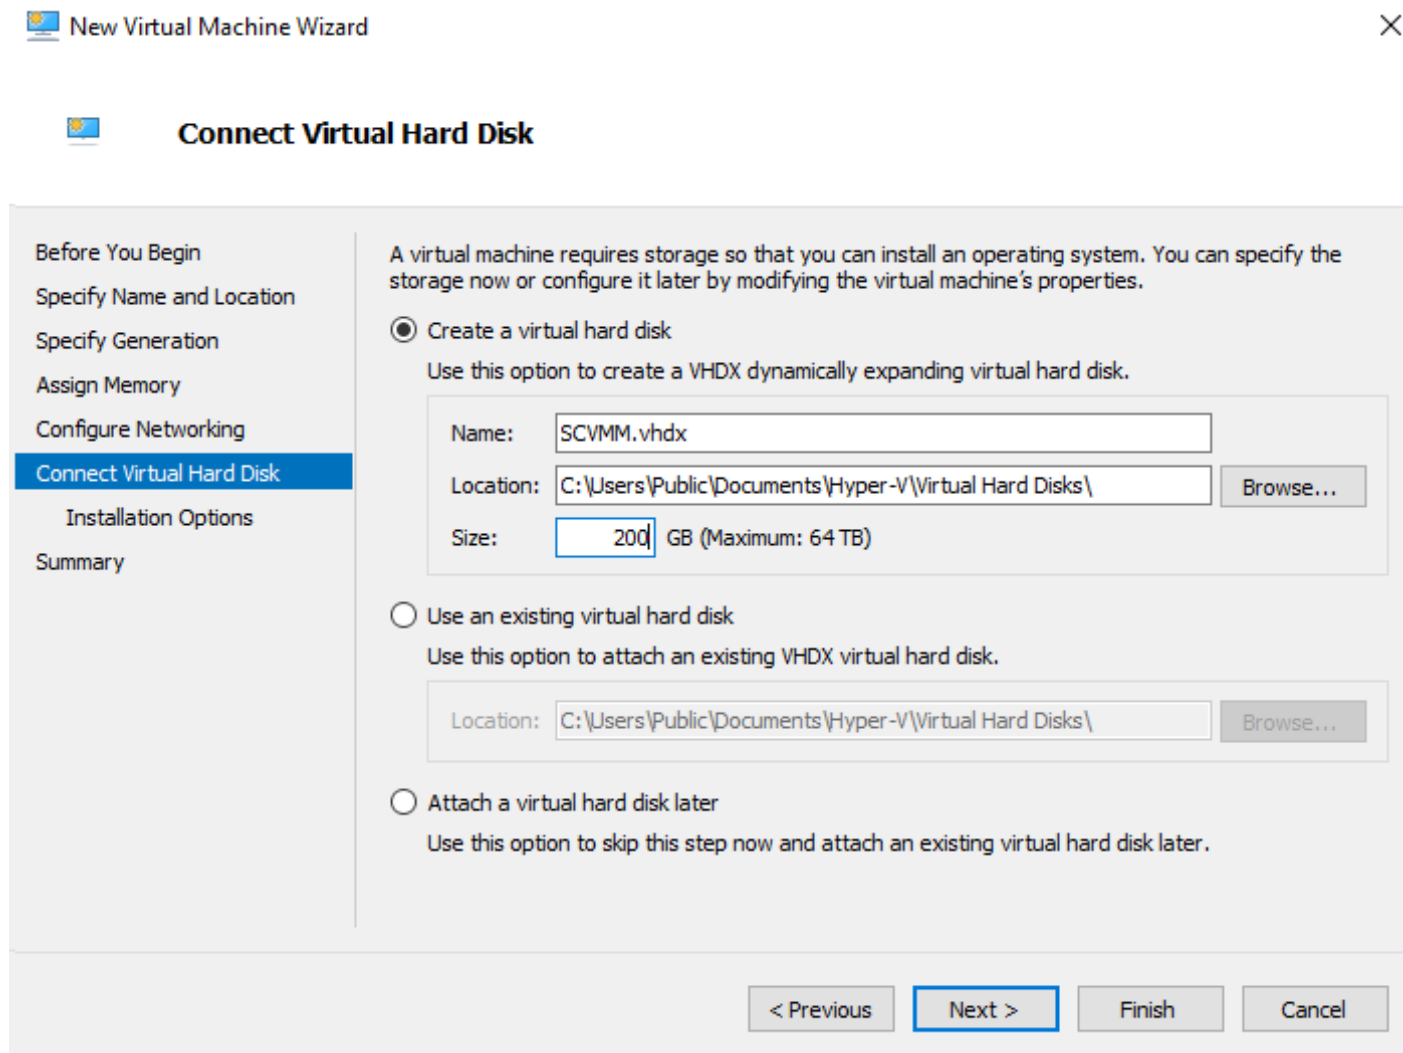 New Virtual Machine Wizard
Connect Virtual Hard Disk
Before You Begin
Specify Name and Location
Specify Generation
Assign Memory
Configure Networking
Connect Virtual Hard Disk
Installation Options
Summary
A virtual machine requires storage so that you can install an operating system. You can specify the
storage now or configure it later by modifying the virtual machine's properties.
Create a virtual hard disk
Use this option to create a VHDX dynamically expanding virtual hard disk.
Name: SCVMM.vhdx
Location: C:\Users\Public\Documents\Hyper-V\Virtual Hard Disks\ Browse...
Size: 200 GB (Maximum: 64 TB)
Use an existing virtual hard disk
Use this option to attach an existing VHDX virtual hard disk.
Location: C:\Users\Public\Documents\Hyper-V\Virtual Hard Disks\ Browse...
Attach a virtual hard disk later
Use this option to skip this step now and attach an existing virtual hard disk later.
< Previous Next > Finish Cancel